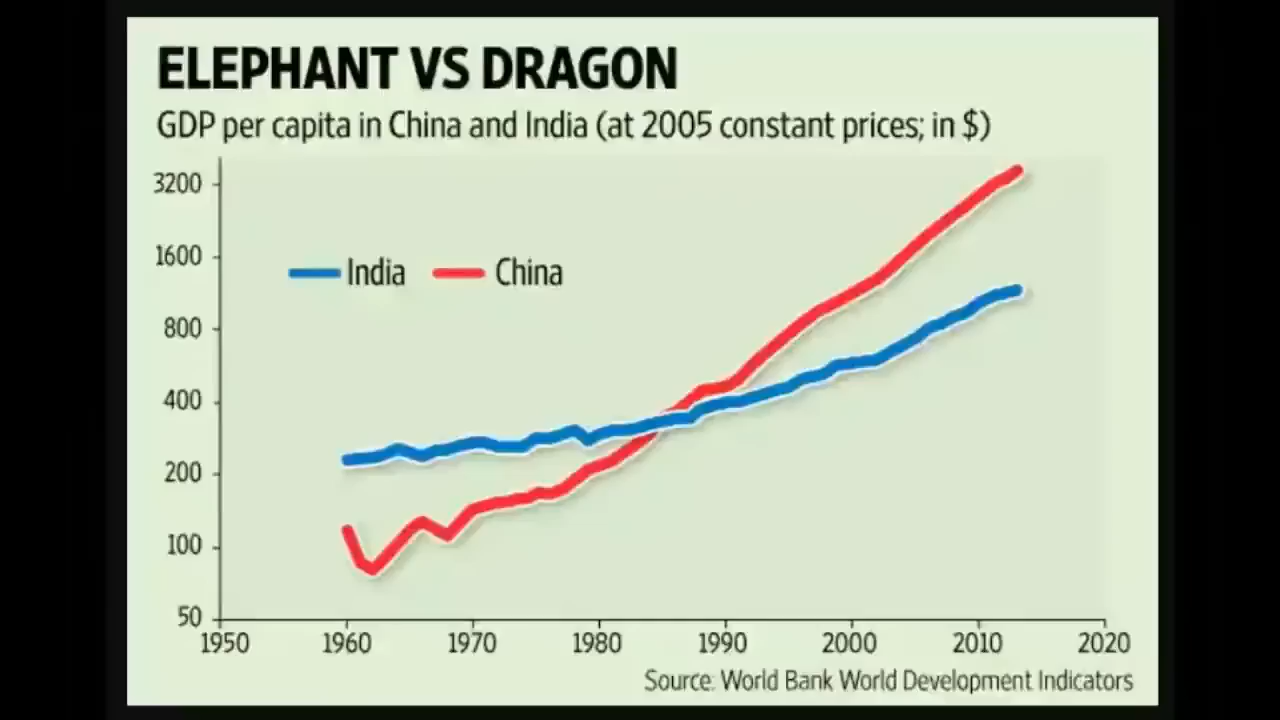 ELEPHANT VS DRAGON
GDP per capita in China and India (at 2005 constant prices; in $)
3200
1600
India China
800
400
200
100
50
1950 1960 1970 1980 1990 2000 2010 2020
Source: World Bank World Development Indicators